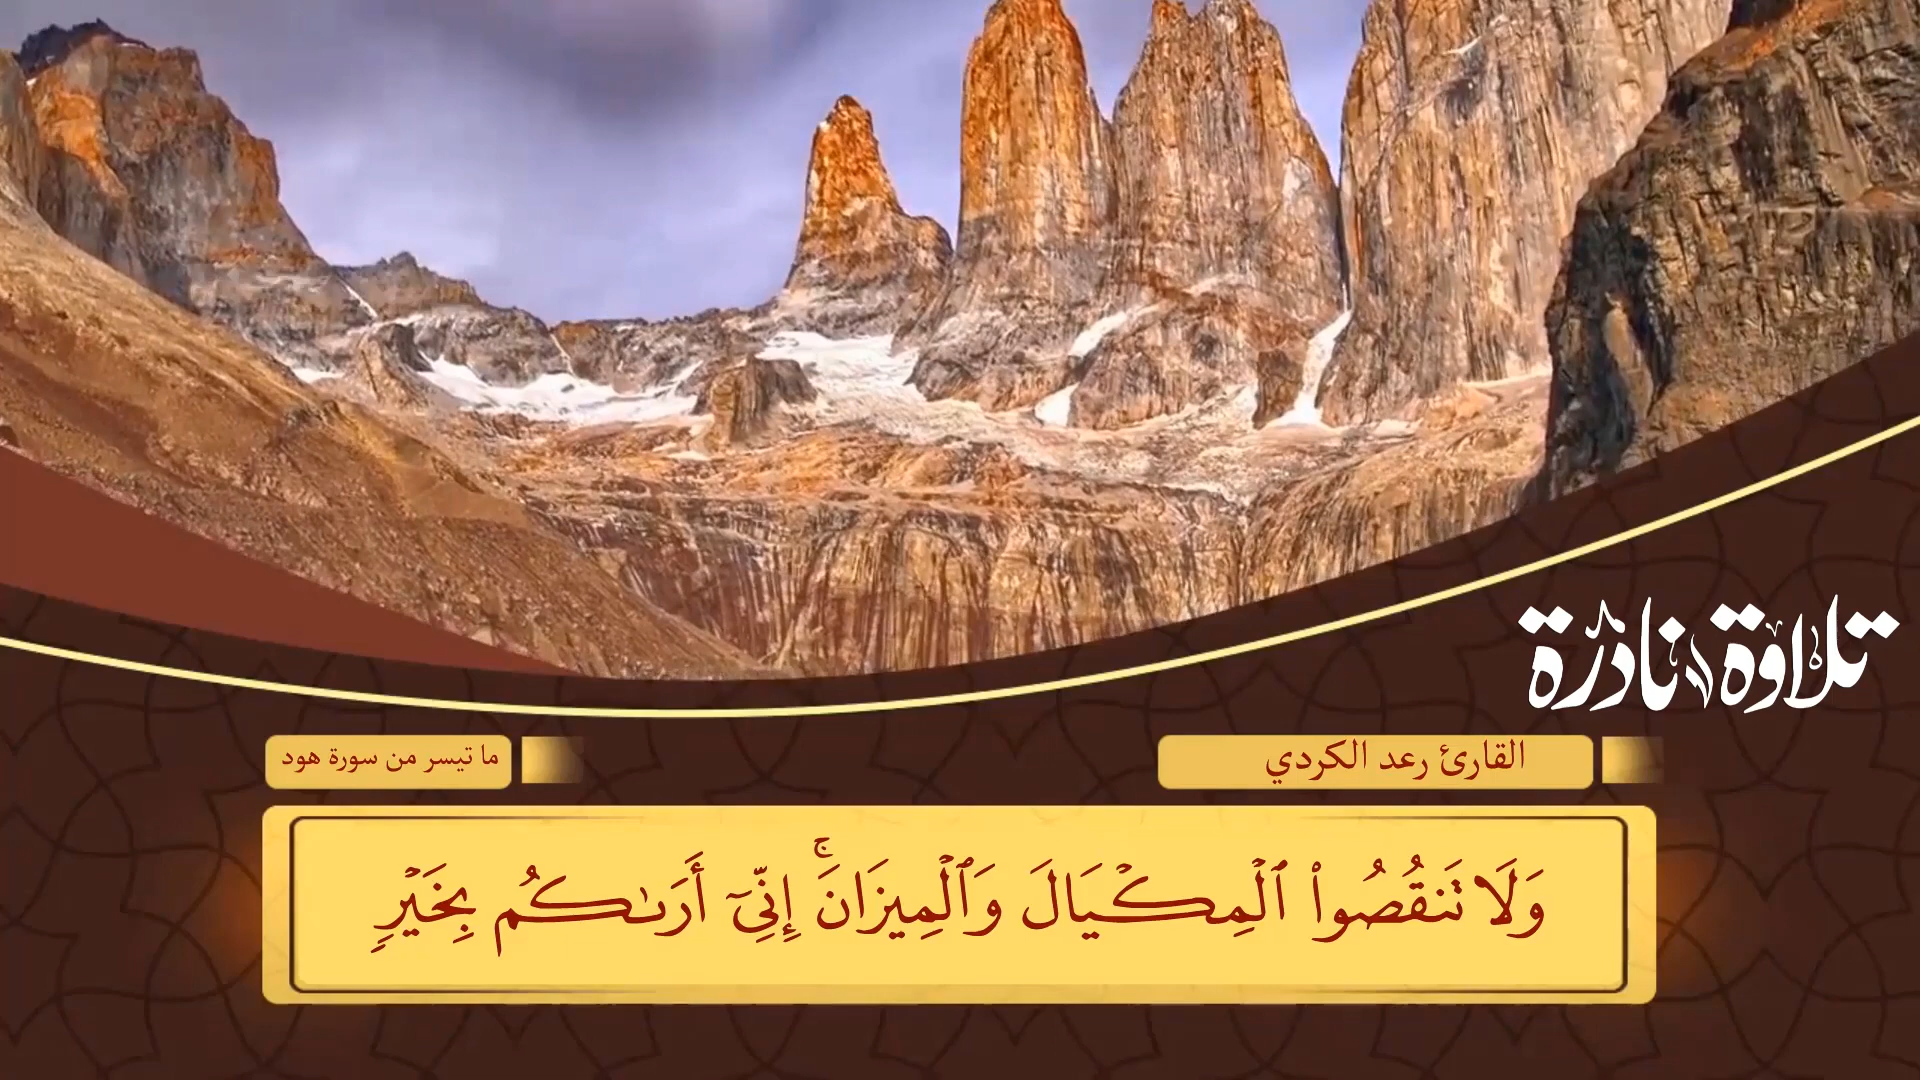 تلاوة نادرة
القارئ رعد الكردي
ما تيسر من سورة هود
وَلَا تَنقُصُوا۟ ٱلْمِكْيَالَ وَٱلْمِيزَانَ ۚ إِنِّىٓ أَرَىٰكُم بِخَيْرٍۢ